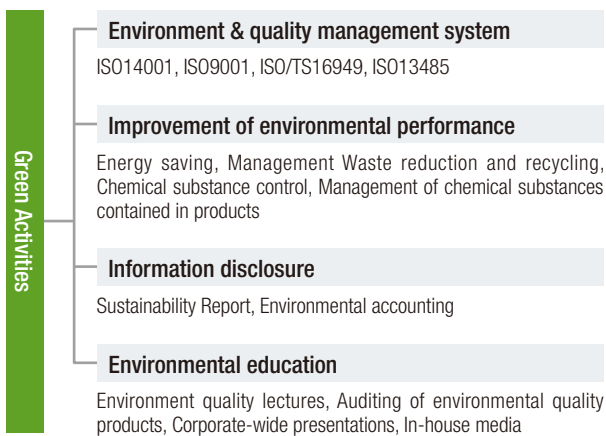 Green Activities
Environment & quality management system
ISO14001, ISO9001, ISO/TS16949, ISO13485
Improvement of environmental performance
Energy saving, Management Waste reduction and recycling,
Chemical substance control, Management of chemical substances
contained in products
Information disclosure
Sustainability Report, Environmental accounting
Environmental education
Environment quality lectures, Auditing of environmental quality
products, Corporate-wide presentations, In-house media